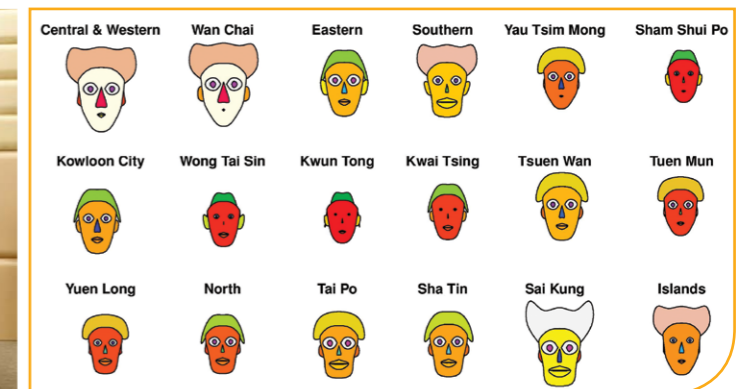 Central & Western Wan Chai Eastern Southern Yau Tsim Mong Sham Shui Po
Kowloon City Wong Tai Sin Kwun Tong Kwai Tsing Tsuen Wan Tuen Mun
Yuen Long North Tai Po Sha Tin Sai Kung Islands